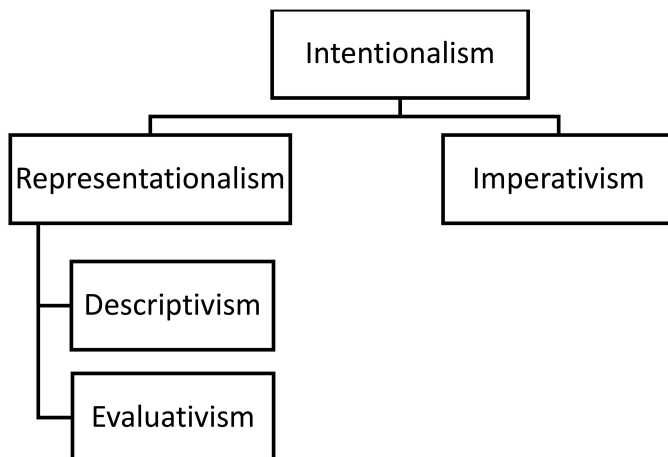 Intentionalism
Representationalism
Imperativism
Descriptivism
Evaluativism